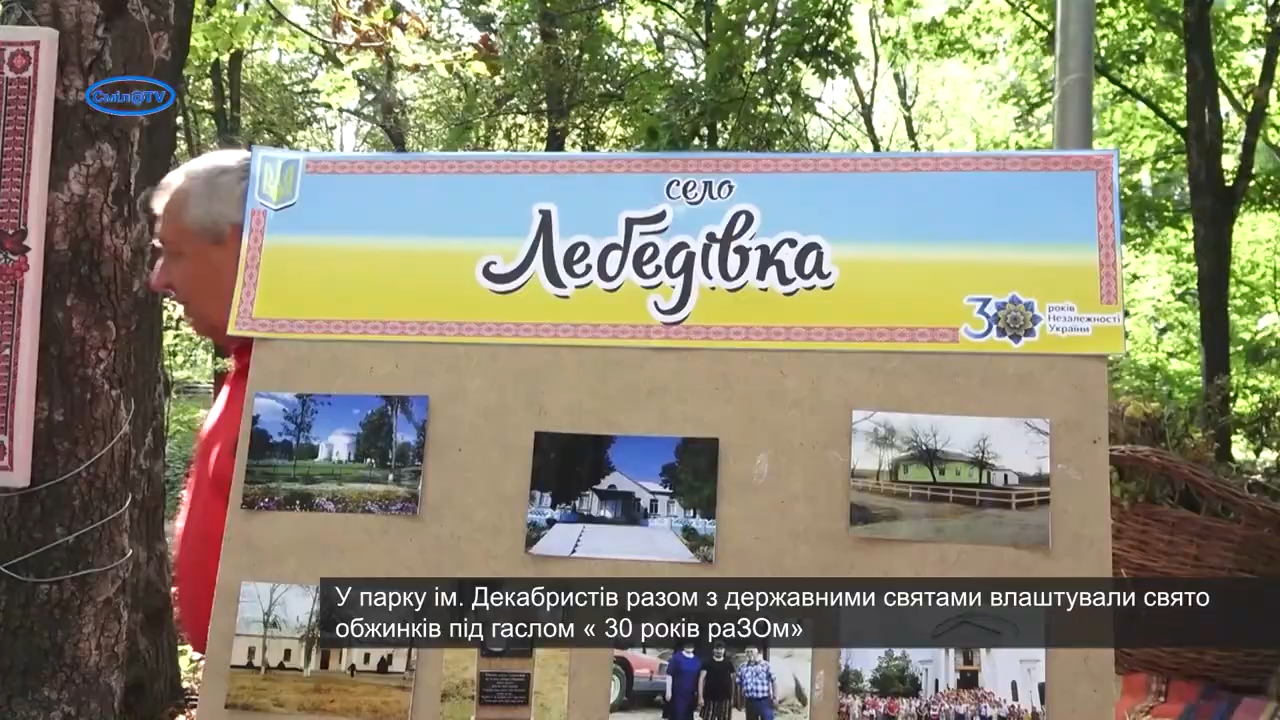 Сміл@TV
село
Лебедівка
30 років
Незалежності
України
У парку ім. Декабристів разом з державними святами влаштували свято
обжинків під гаслом « 30 років раЗОм»